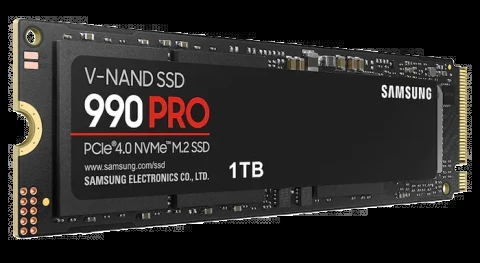 V-NAND SSD
990 PRO
PCIe®4.0 NVMe™ M.2 SSD
www.samsung.com/ssd
SAMSUNG ELECTRONICS CO., LTD.
SAMSUNG
1TB